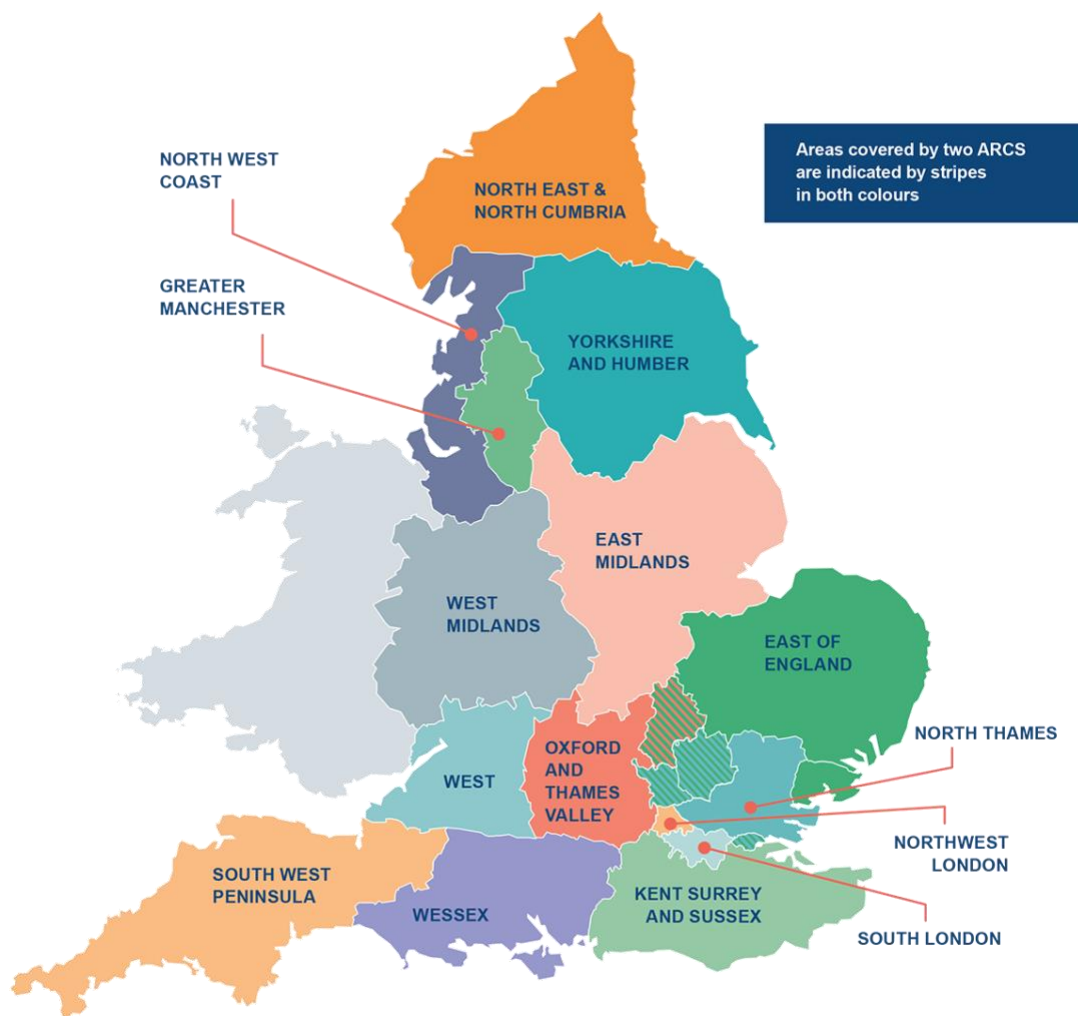 Areas covered by two ARCS
are indicated by stripes
in both colours
NORTH WEST
COAST
NORTH EAST &
NORTH CUMBRIA
GREATER
MANCHESTER
YORKSHIRE
AND HUMBER
EAST
MIDLANDS
WEST
MIDLANDS
EAST OF
ENGLAND
NORTH THAMES
OXFORD
AND
THAMES
VALLEY
WEST
NORTHWEST
LONDON
SOUTH WEST
PENINSULA
WESSEX
KENT SURREY
AND SUSSEX
SOUTH LONDON